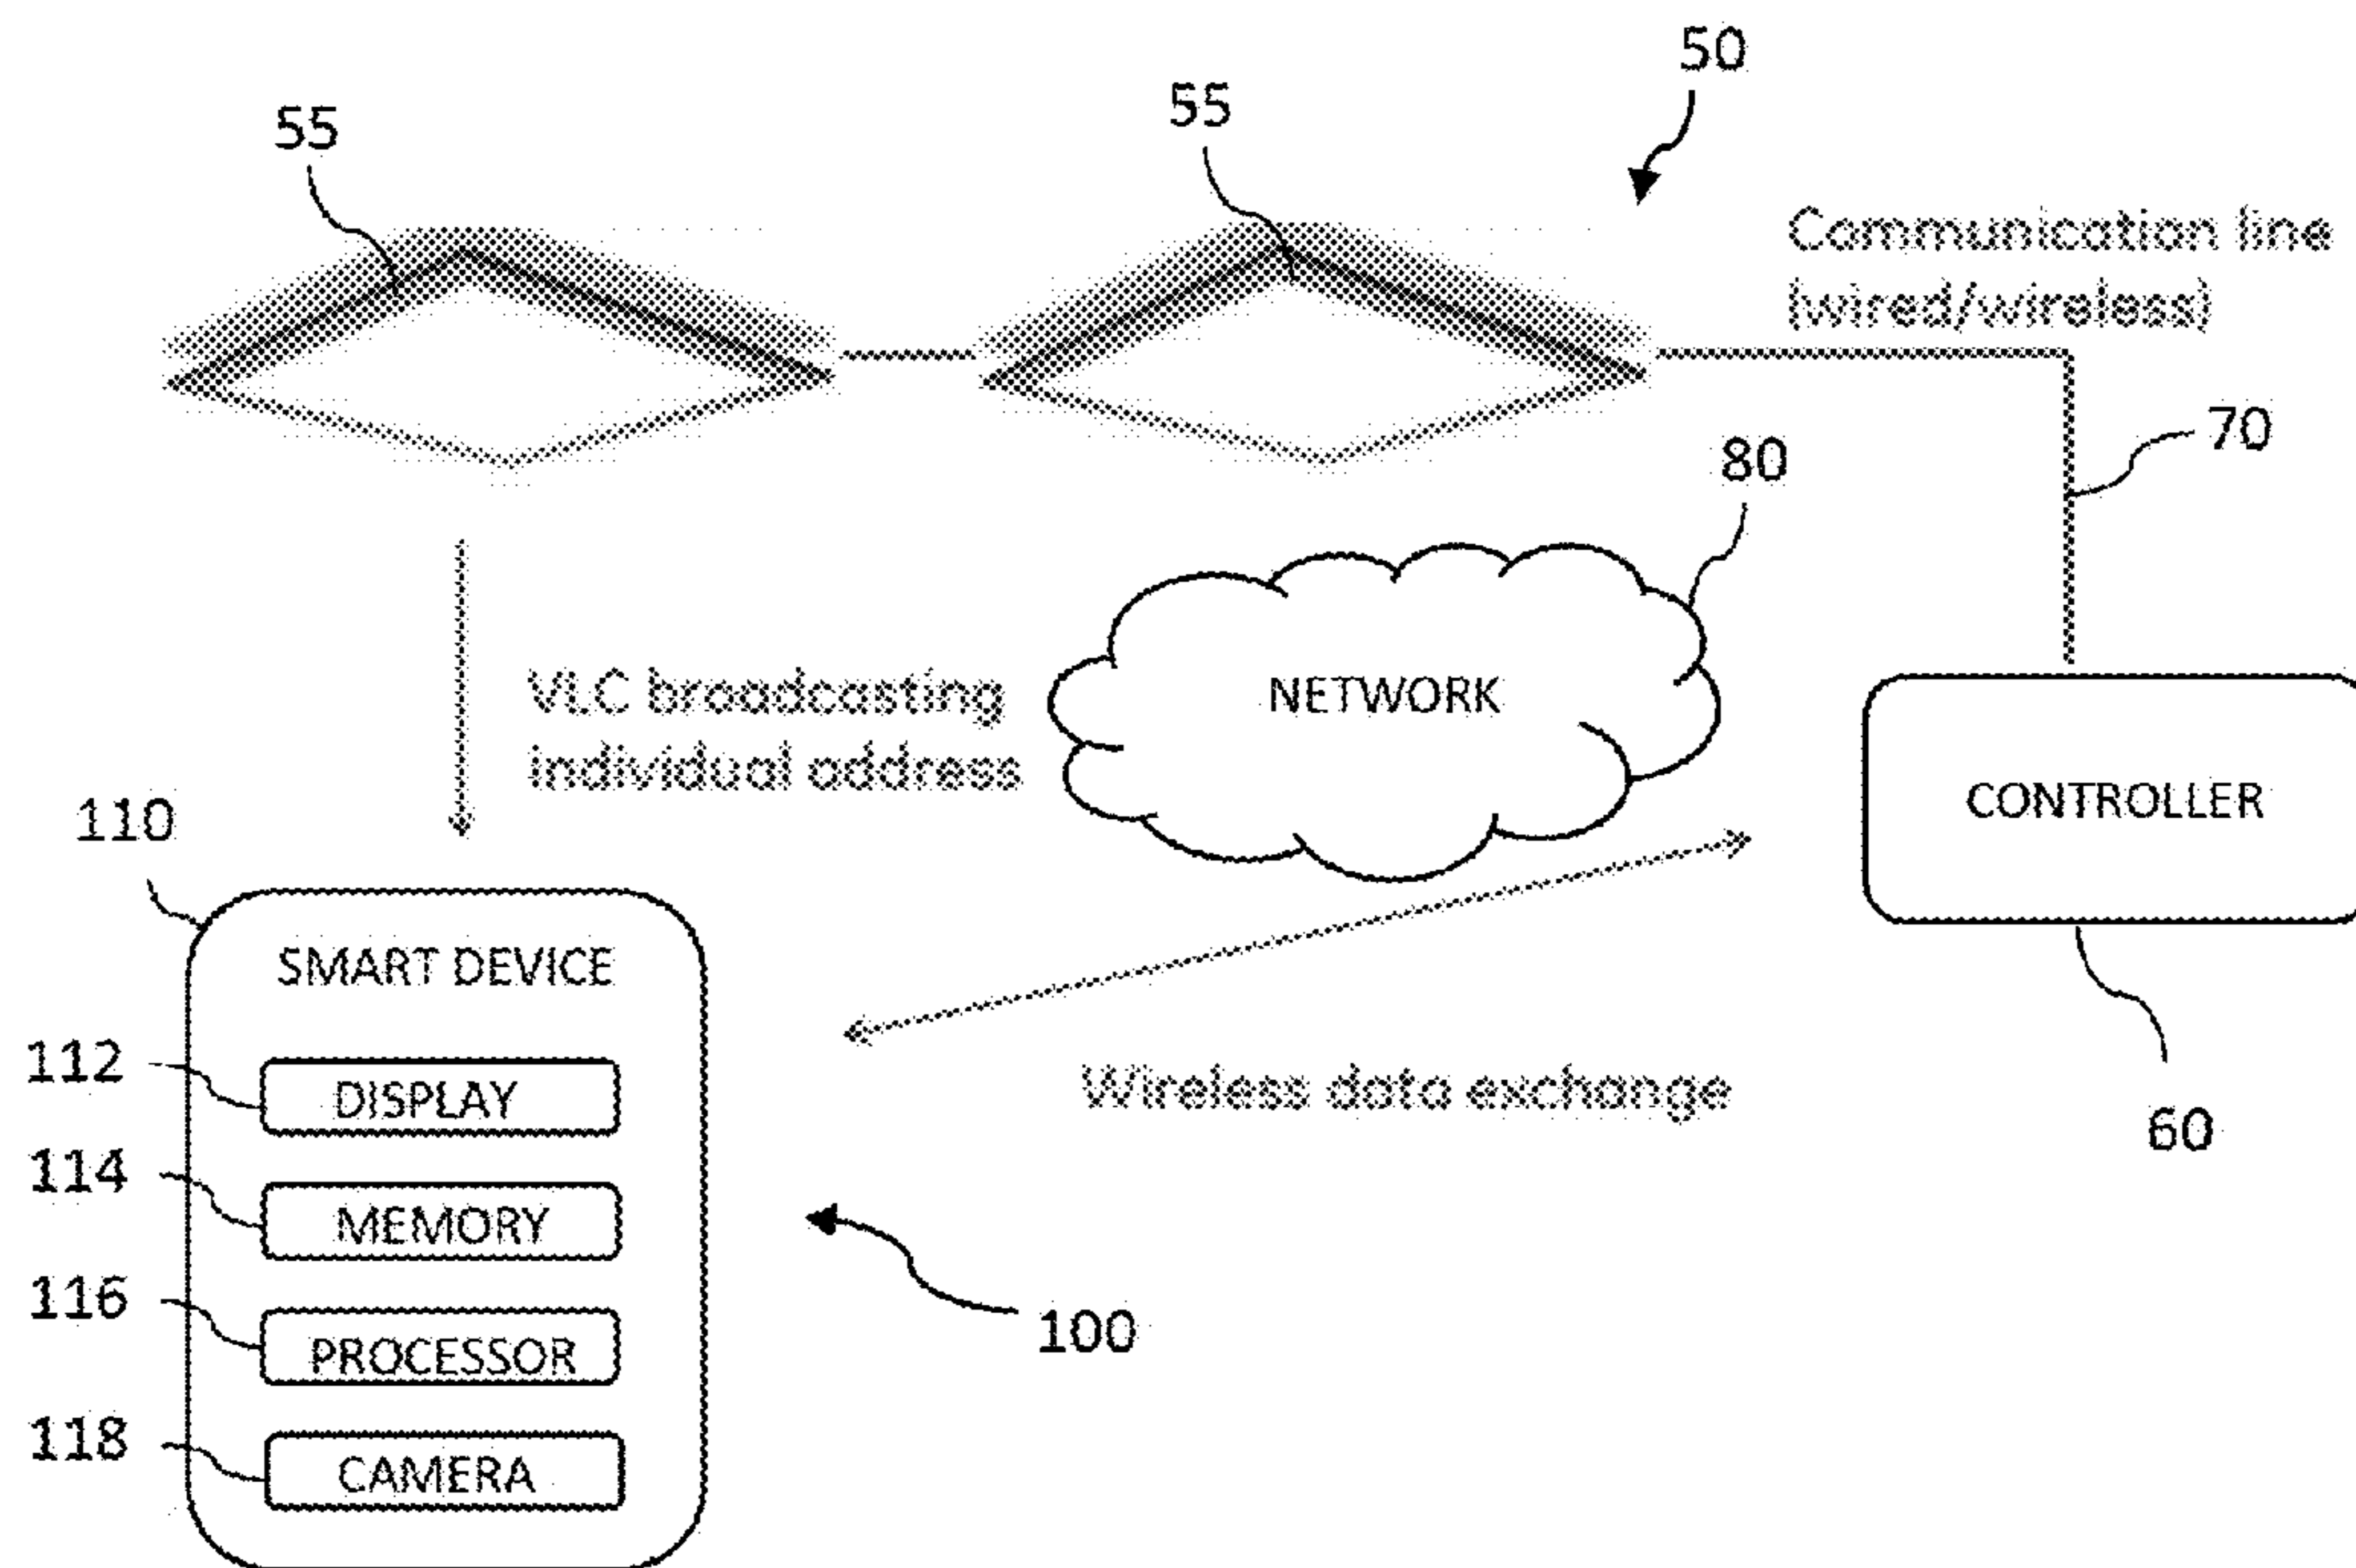 50
55
55
Communication line
(wired/wireless)
70
80
NETWORK
VLC broadcasting
individual address
CONTROLLER
110
SMART DEVICE
112
DISPLAY
Wireless data exchange
60
114
MEMORY
116
PROCESSOR
100
118
CAMERA